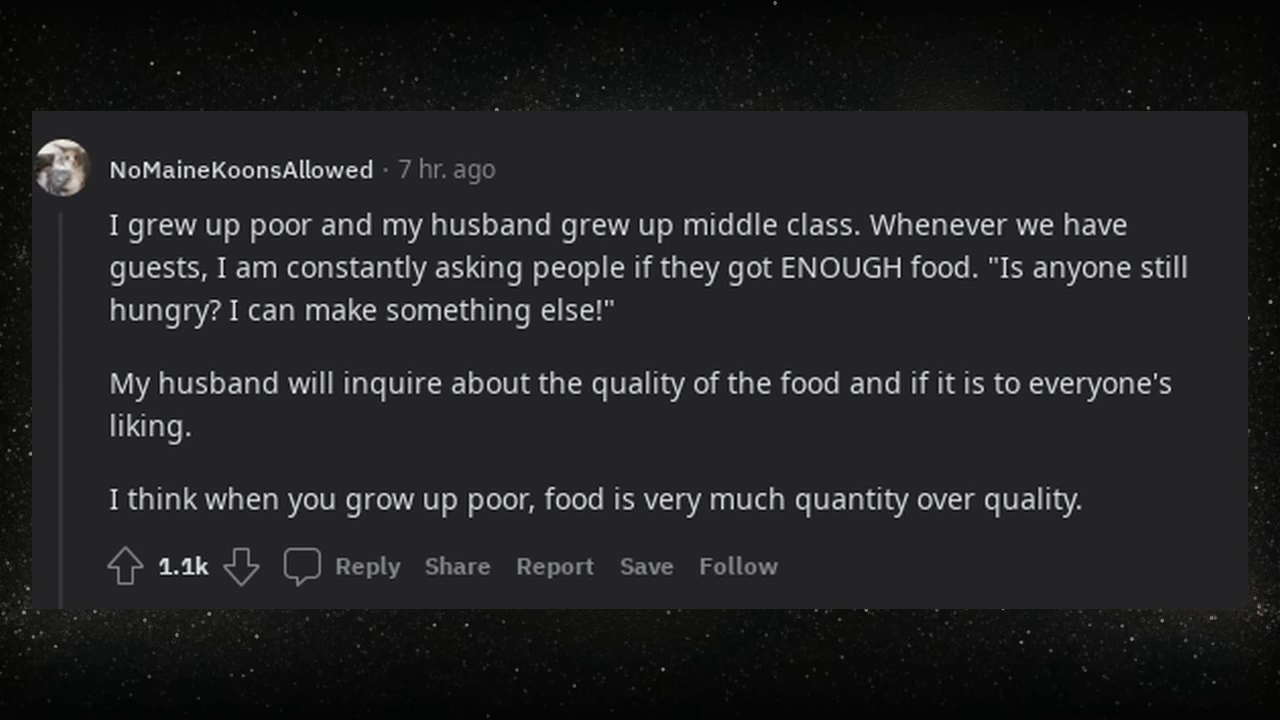 NoMaineKoonsAllowed · 7 hr. ago
I grew up poor and my husband grew up middle class. Whenever we have
guests, I am constantly asking people if they got ENOUGH food. "Is anyone still
hungry? I can make something else!"
My husband will inquire about the quality of the food and if it is to everyone's
liking.
I think when you grow up poor, food is very much quantity over quality.
1.1k Reply Share Report Save Follow